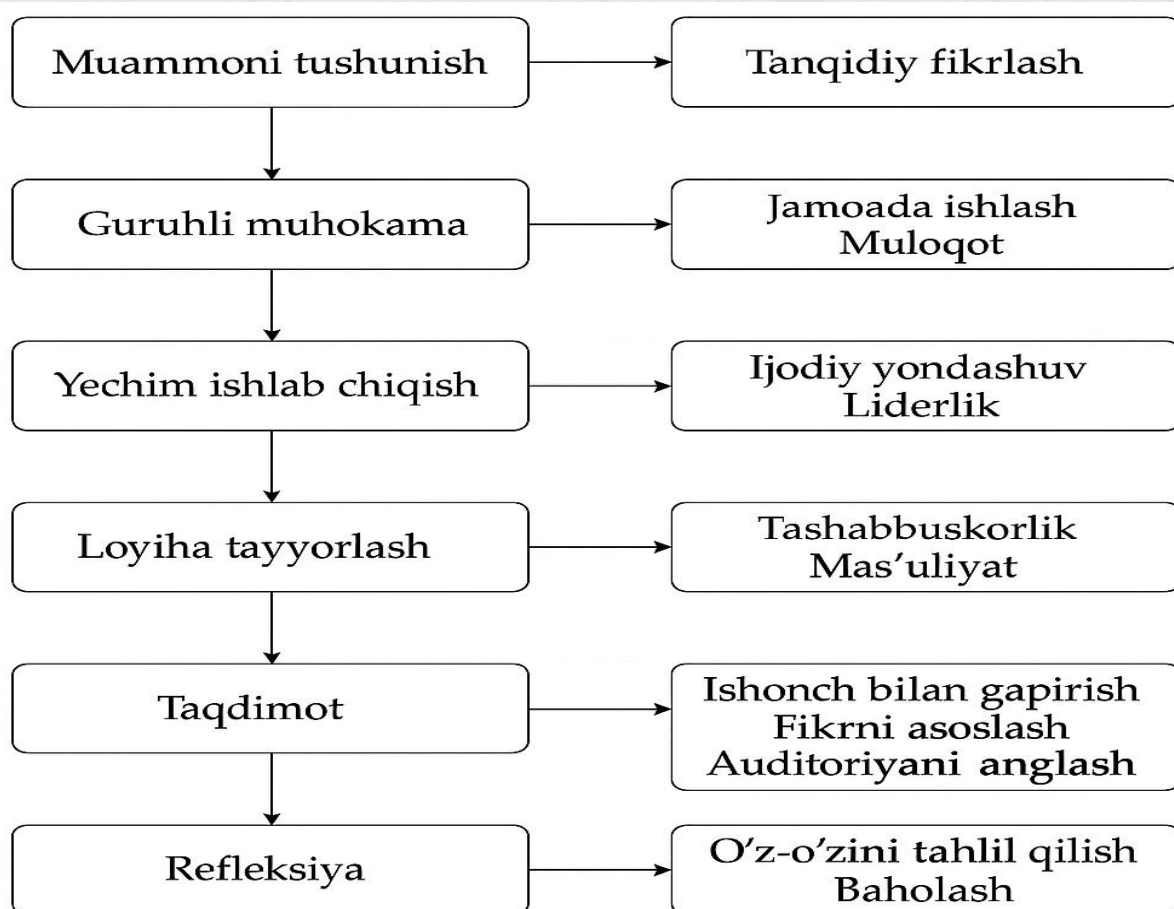 Muammoni tushunish
Tanqidiy fikrlash
Guruhli muhokama
Jamoada ishlash
Muloqot
Yechim ishlab chiqish
Ijodiy yondashuv
Liderlik
Loyiha tayyorlash
Tashabbuskorlik
Mas’uliyat
Taqdimot
Ishonch bilan gapirish
Fikrni asoslash
Auditoriyani anglash
Refleksiya
O’z-o’zini tahlil qilish
Baholash